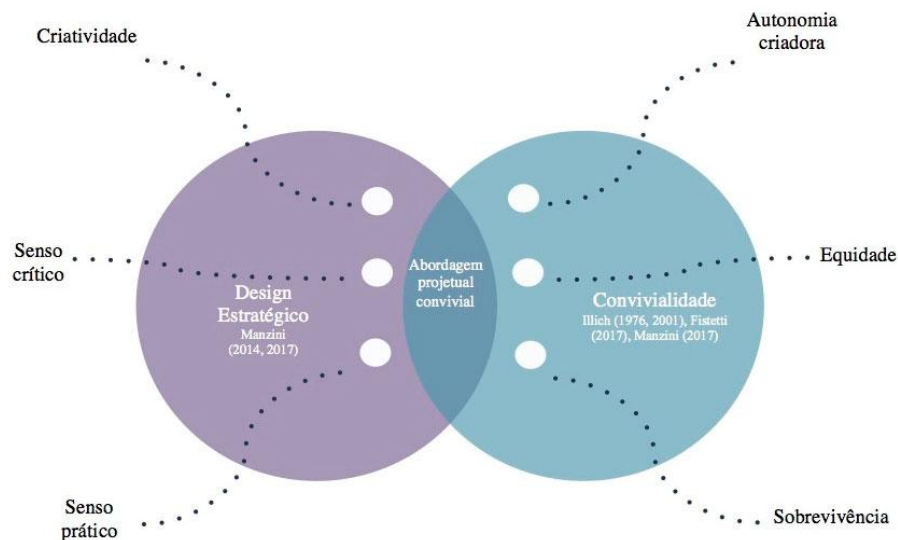 Criatividade
Autonomia
criadora
Senso
crítico
Equidade
Abordagem
projetual
convivial
Design
Estratégico
Manzini
(2014, 2017)
Convivialidade
Illich (1976, 2001), Fistetti
(2017), Manzini (2017)
Senso
prático
Sobrevivência